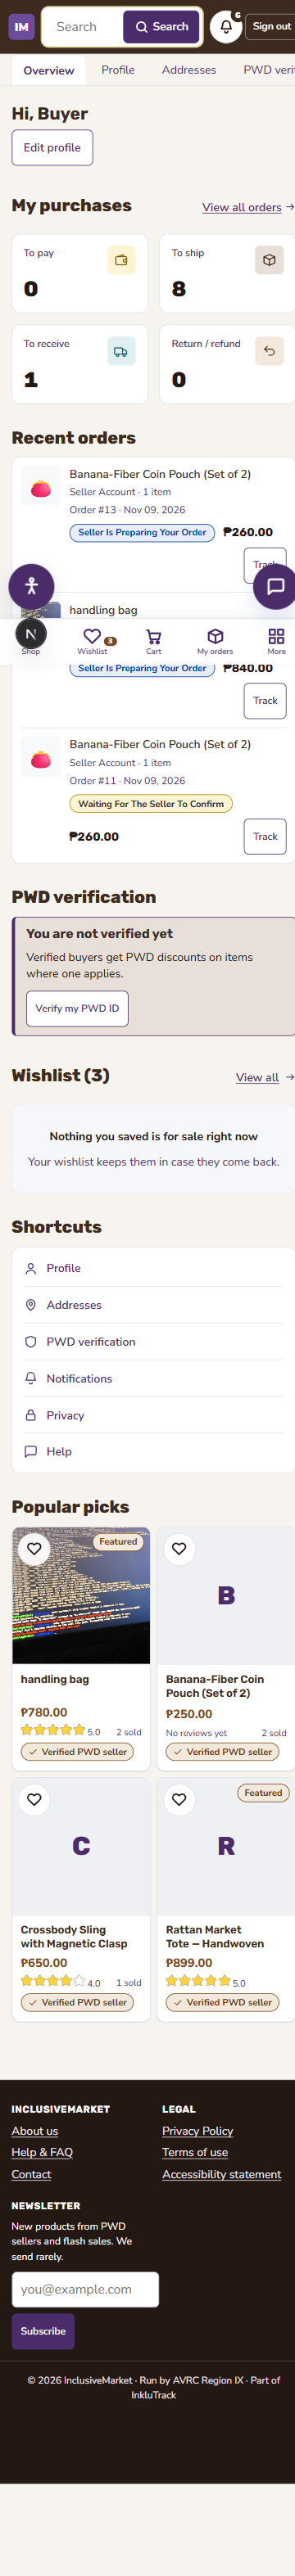 IM
Search
Search
6
Sign out
Overview
Profile
Addresses
PWD veri
Hi, Buyer
Edit profile
My purchases
View all orders →
To pay
0
To ship
8
To receive
1
Return / refund
0
Recent orders
Banana-Fiber Coin Pouch (Set of 2)
Seller Account · 1 item
Order #13 · Nov 09, 2026
Seller Is Preparing Your Order
₱260.00
Track
handling bag
N
Shop
Wishlist
3
Cart
My orders
More
Seller Is Preparing Your Order
₱840.00
Track
Banana-Fiber Coin Pouch (Set of 2)
Seller Account · 1 item
Order #11 · Nov 09, 2026
Waiting For The Seller To Confirm
₱260.00
Track
PWD verification
You are not verified yet
Verified buyers get PWD discounts on items
where one applies.
Verify my PWD ID
Wishlist (3)
View all →
Nothing you saved is for sale right now
Your wishlist keeps them in case they come back.
Shortcuts
Profile
Addresses
PWD verification
Notifications
Privacy
Help
Popular picks
Featured
handling bag
₱780.00
5.0
2 sold
Verified PWD seller
B
Banana-Fiber Coin
Pouch (Set of 2)
₱250.00
No reviews yet
2 sold
Verified PWD seller
C
Crossbody Sling
with Magnetic Clasp
₱650.00
4.0
1 sold
Verified PWD seller
Featured
R
Rattan Market
Tote — Handwoven
₱899.00
5.0
Verified PWD seller
INCLUSIVEMARKET
About us
Help & FAQ
Contact
LEGAL
Privacy Policy
Terms of use
Accessibility statement
NEWSLETTER
New products from PWD
sellers and flash sales. We
send rarely.
you@example.com
Subscribe
© 2026 InclusiveMarket · Run by AVRC Region IX · Part of
InkluTrack